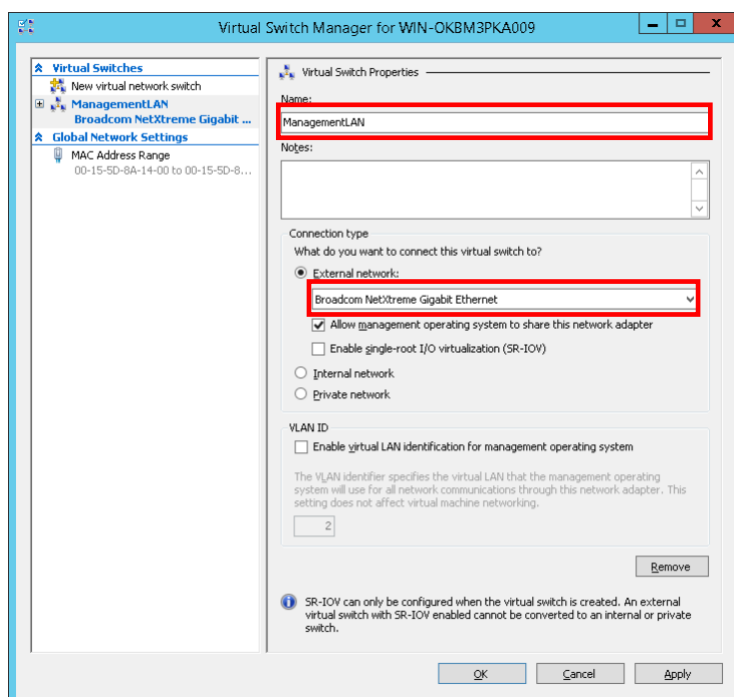 Virtual Switch Manager for WIN-OKBM3PKA009
Virtual Switches
New virtual network switch
ManagementLAN
Broadcom NetXtreme Gigabit ...
Global Network Settings
MAC Address Range
00-15-5D-8A-14-00 to 00-15-5D-8...
Virtual Switch Properties
Name:
ManagementLAN
Notes:
Connection type
What do you want to connect this virtual switch to?
External network:
Broadcom NetXtreme Gigabit Ethernet
Allow management operating system to share this network adapter
Enable single-root I/O virtualization (SR-IOV)
Internal network
Private network
VLAN ID
Enable virtual LAN identification for management operating system
The VLAN identifier specifies the virtual LAN that the management operating
system will use for all network communications through this network adapter. This
setting does not affect virtual machine networking.
2
Remove
SR-IOV can only be configured when the virtual switch is created. An external
virtual switch with SR-IOV enabled cannot be converted to an internal or private
switch.
OK
Cancel
Apply